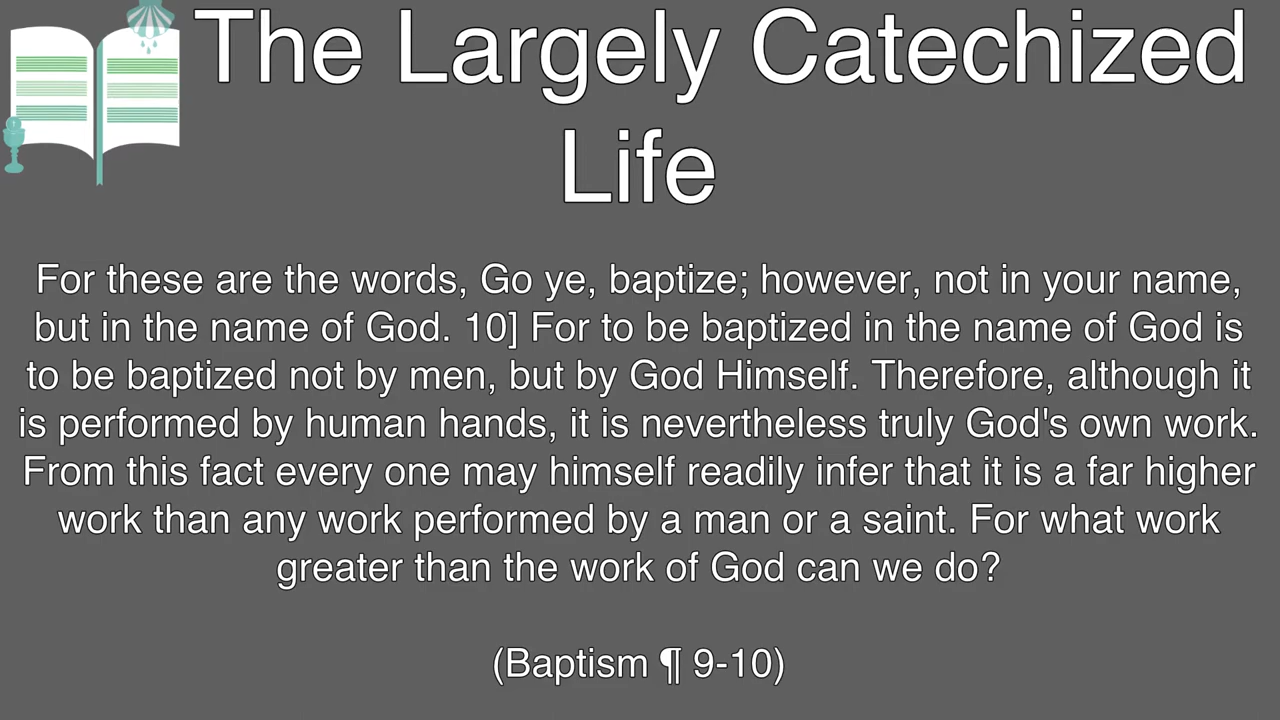 The Largely Catechized
Life
For these are the words, Go ye, baptize; however, not in your name,
but in the name of God. 10] For to be baptized in the name of God is
to be baptized not by men, but by God Himself. Therefore, although it
is performed by human hands, it is nevertheless truly God's own work.
From this fact every one may himself readily infer that it is a far higher
work than any work performed by a man or a saint. For what work
greater than the work of God can we do?
(Baptism ¶ 9-10)